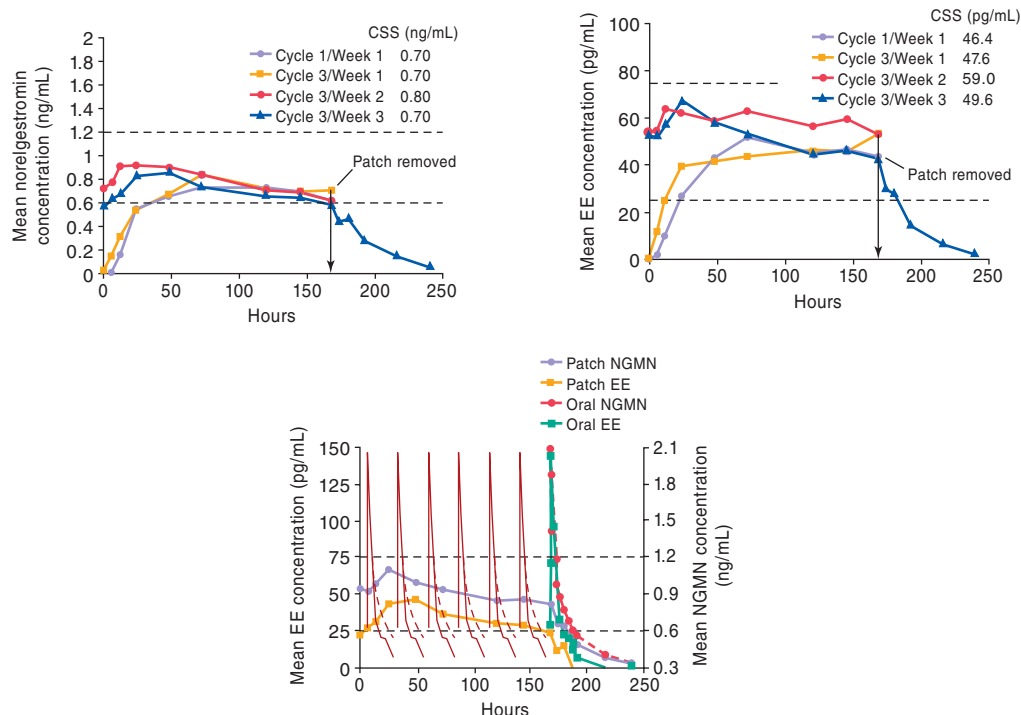 CSS (ng/mL)
Cycle 1/Week 1 0.70
Cycle 3/Week 1 0.70
Cycle 3/Week 2 0.80
Cycle 3/Week 3 0.70
Mean norelgestromin
concentration (ng/mL)
2
1.8
1.6
1.4
1.2
1
0.8
0.6
0.4
0.2
0
Patch removed
0 50 100 150 200 250
Hours
CSS (pg/mL)
Cycle 1/Week 1 46.4
Cycle 3/Week 1 47.6
Cycle 3/Week 2 59.0
Cycle 3/Week 3 49.6
Mean EE concentration (pg/mL)
100
80
60
40
20
0
Patch removed
0 50 100 150 200 250
Hours
Patch NGMN
Patch EE
Oral NGMN
Oral EE
Mean EE concentration (pg/mL)
150
125
100
75
50
25
0
2.1
1.8
1.5
1.2
0.9
0.6
0.3
Mean NGMN concentration
(ng/mL)
0 50 100 150 200 250
Hours